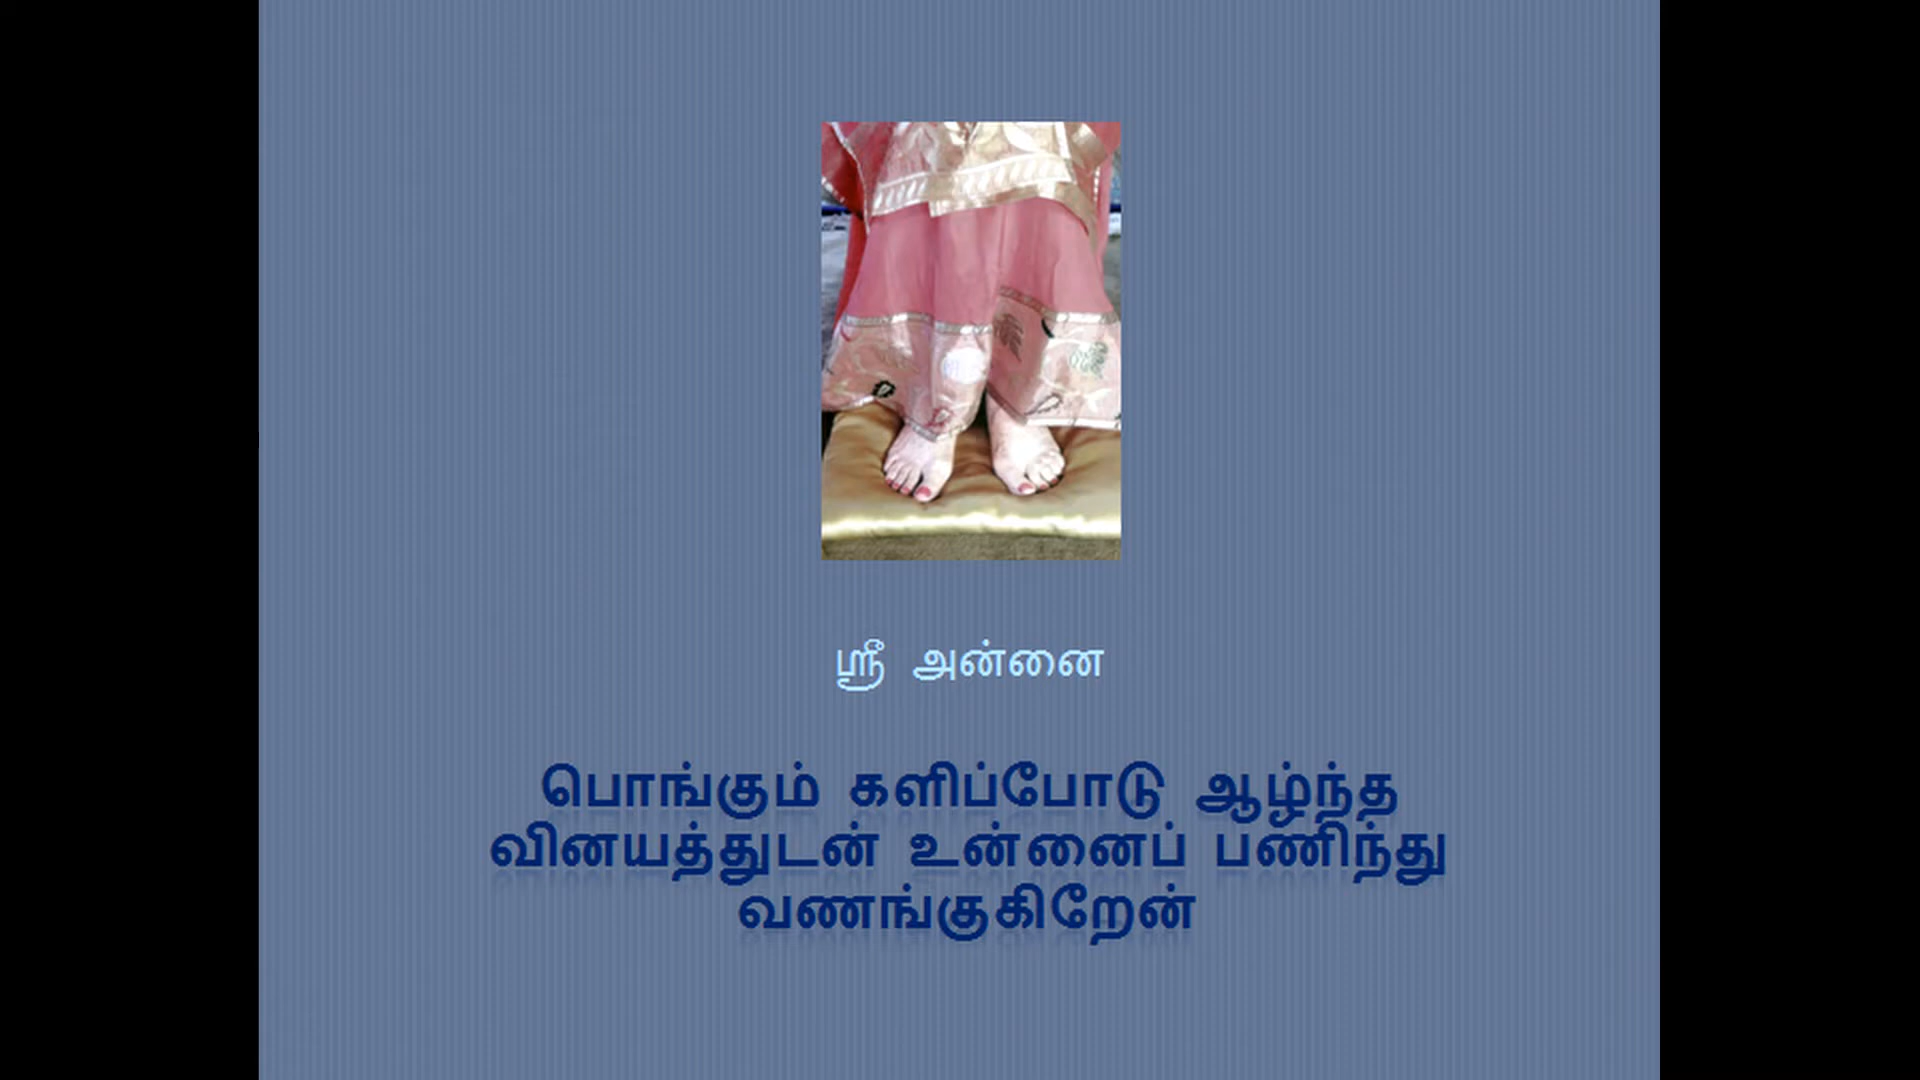 ஸ்ரீ அன்னை
பொங்கும் களிப்போடு ஆழ்ந்த
வினயத்துடன் உன்னைப் பணிந்து
வணங்குகிறேன்